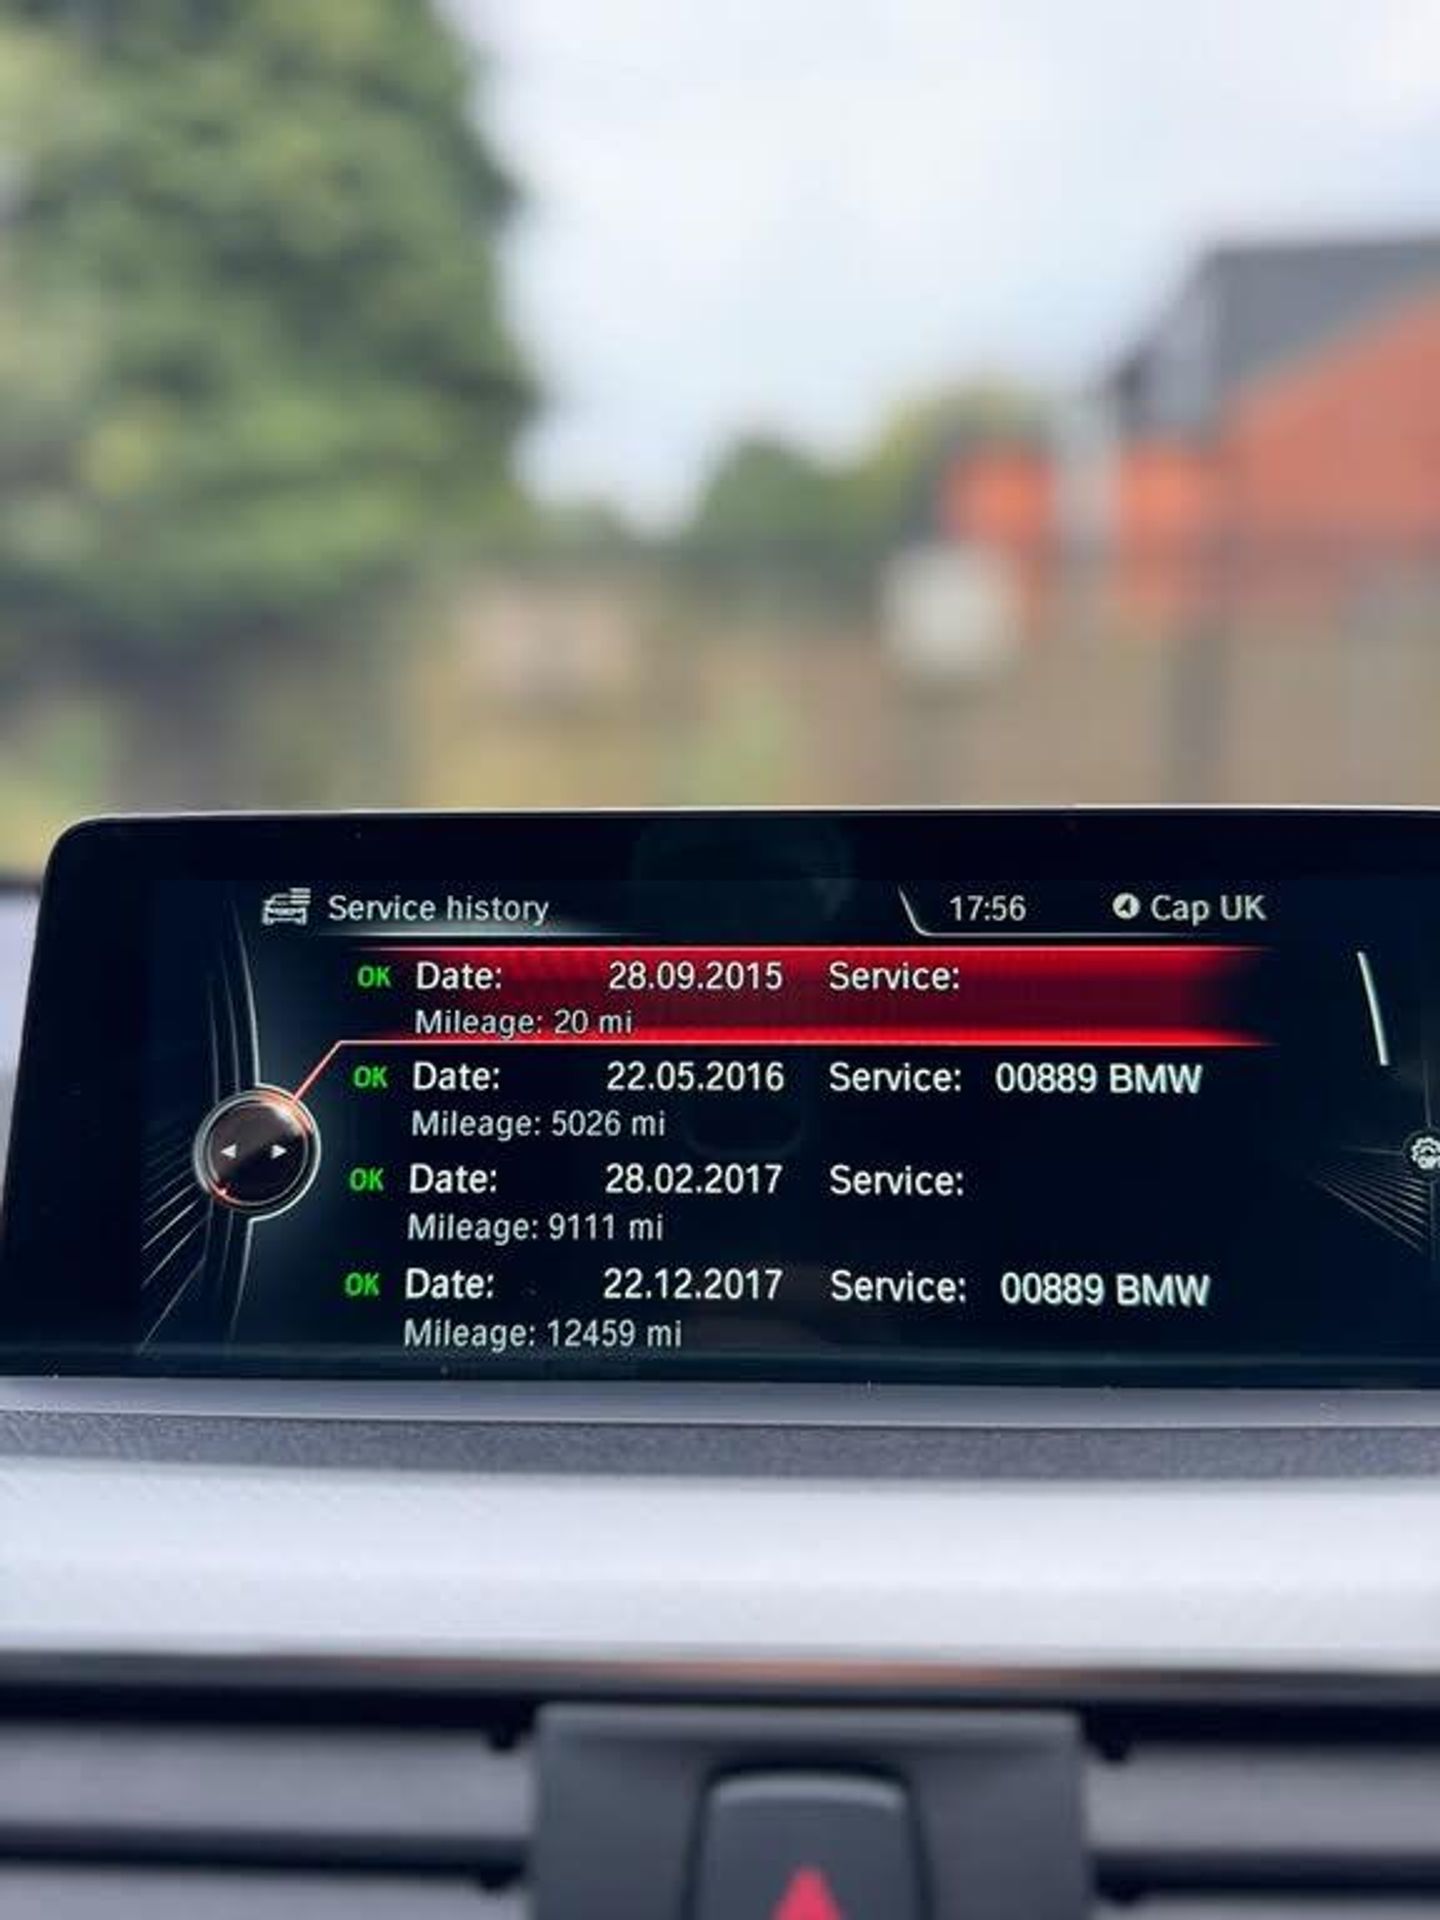 Service history 17:56 Cap UK
OK Date: 28.09.2015 Service:
Mileage: 20 mi
OK Date: 22.05.2016 Service: 00889 BMW
Mileage: 5026 mi
OK Date: 28.02.2017 Service:
Mileage: 9111 mi
OK Date: 22.12.2017 Service: 00889 BMW
Mileage: 12459 mi